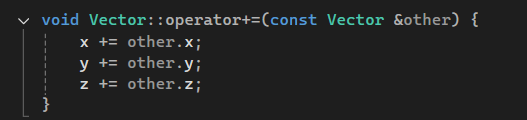 void Vector::operator+=(const Vector &other) {
    x += other.x;
    y += other.y;
    z += other.z;
}